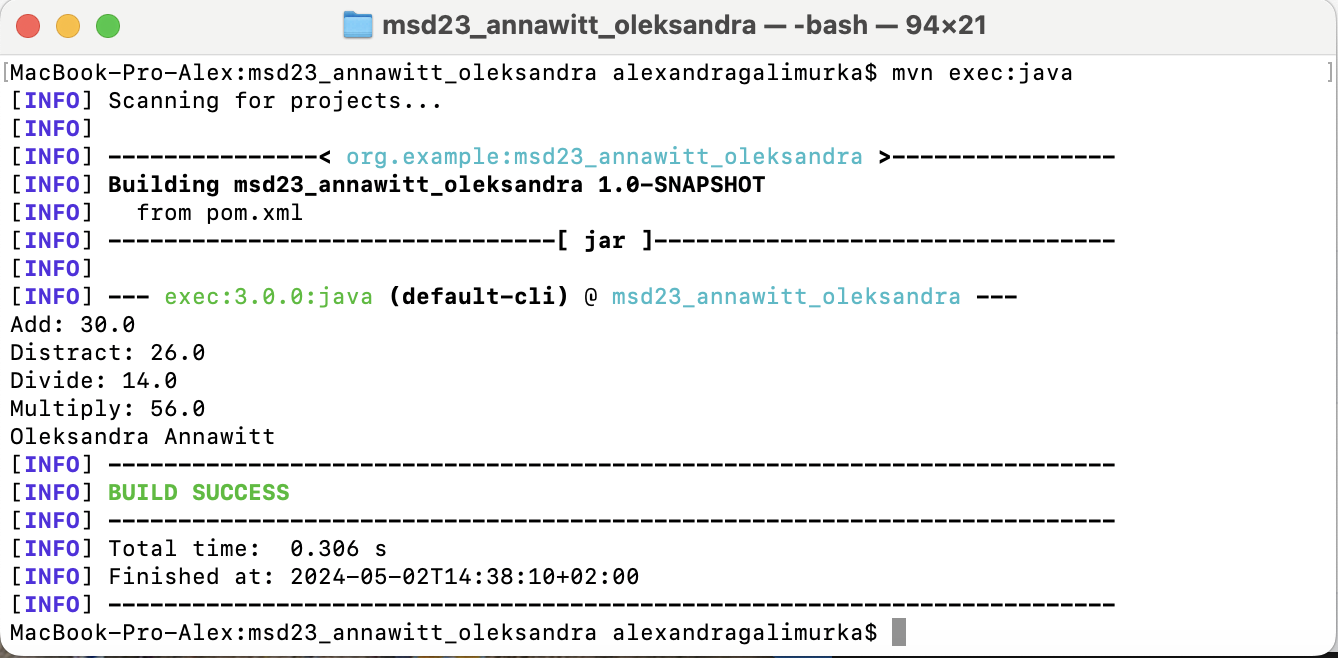 msd23_annawitt_oleksandra — -bash — 94×21
[MacBook-Pro-Alex:msd23_annawitt_oleksandra alexandragalimurka$ mvn exec:java ]
[INFO] Scanning for projects...
[INFO]
[INFO] ---------------< org.example:msd23_annawitt_oleksandra >----------------
[INFO] Building msd23_annawitt_oleksandra 1.0-SNAPSHOT
[INFO]   from pom.xml
[INFO] --------------------------------[ jar ]---------------------------------
[INFO]
[INFO] --- exec:3.0.0:java (default-cli) @ msd23_annawitt_oleksandra ---
Add: 30.0
Distract: 26.0
Divide: 14.0
Multiply: 56.0
Oleksandra Annawitt
[INFO] ------------------------------------------------------------------------
[INFO] BUILD SUCCESS
[INFO] ------------------------------------------------------------------------
[INFO] Total time:  0.306 s
[INFO] Finished at: 2024-05-02T14:38:10+02:00
[INFO] ------------------------------------------------------------------------
MacBook-Pro-Alex:msd23_annawitt_oleksandra alexandragalimurka$